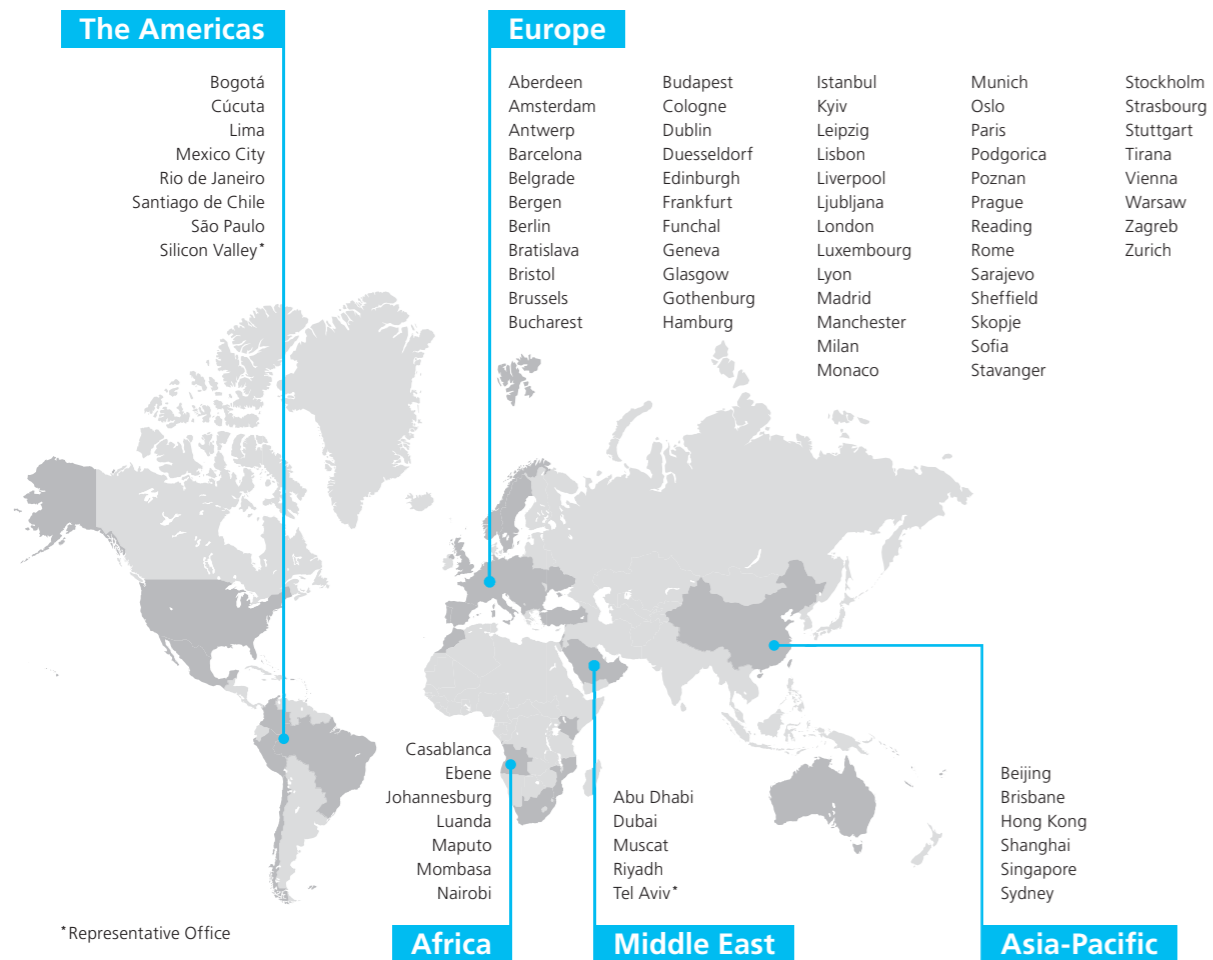 The Americas
Bogotá
Cúcuta
Lima
Mexico City
Rio de Janeiro
Santiago de Chile
São Paulo
Silicon Valley*
Europe
Aberdeen
Amsterdam
Antwerp
Barcelona
Belgrade
Bergen
Berlin
Bratislava
Bristol
Brussels
Bucharest
Budapest
Cologne
Dublin
Duesseldorf
Edinburgh
Frankfurt
Funchal
Geneva
Glasgow
Gothenburg
Hamburg
Istanbul
Kyiv
Leipzig
Lisbon
Liverpool
Ljubljana
London
Luxembourg
Lyon
Madrid
Manchester
Milan
Monaco
Munich
Oslo
Paris
Podgorica
Poznan
Prague
Reading
Rome
Sarajevo
Sheffield
Skopje
Sofia
Stavanger
Stockholm
Strasbourg
Stuttgart
Tirana
Vienna
Warsaw
Zagreb
Zurich
Casablanca
Ebene
Johannesburg
Luanda
Maputo
Mombasa
Nairobi
Africa
Abu Dhabi
Dubai
Muscat
Riyadh
Tel Aviv*
Middle East
Beijing
Brisbane
Hong Kong
Shanghai
Singapore
Sydney
Asia-Pacific
*Representative Office